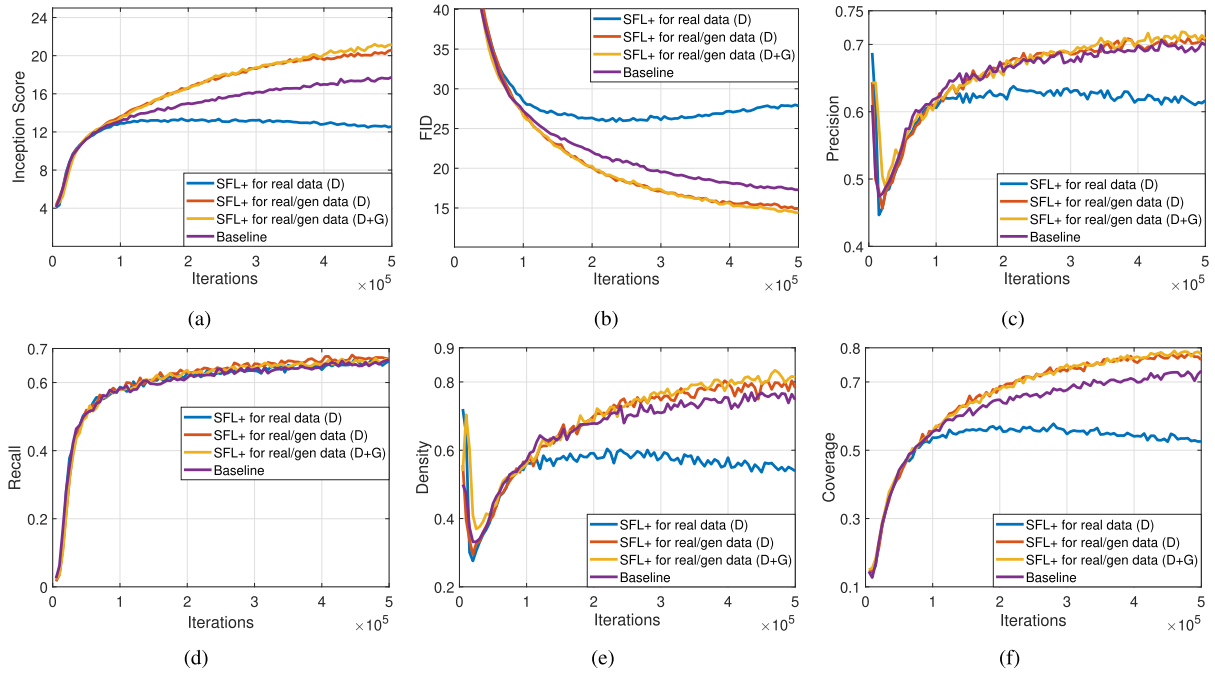 24
20
16
12
8
4
Inception Score
SFL+ for real data (D)
SFL+ for real/gen data (D)
SFL+ for real/gen data (D+G)
Baseline
0 1 2 3 4 5
Iterations
×10^5
(a)
40
35
30
25
20
15
FID
SFL+ for real data (D)
SFL+ for real/gen data (D)
SFL+ for real/gen data (D+G)
Baseline
0 1 2 3 4 5
Iterations
×10^5
(b)
0.75
0.7
0.6
0.5
0.4
Precision
SFL+ for real data (D)
SFL+ for real/gen data (D)
SFL+ for real/gen data (D+G)
Baseline
0 1 2 3 4 5
Iterations
×10^5
(c)
0.7
0.6
0.4
0.2
0
Recall
SFL+ for real data (D)
SFL+ for real/gen data (D)
SFL+ for real/gen data (D+G)
Baseline
0 1 2 3 4 5
Iterations
×10^5
(d)
0.9
0.8
0.6
0.4
0.2
Density
SFL+ for real data (D)
SFL+ for real/gen data (D)
SFL+ for real/gen data (D+G)
Baseline
0 1 2 3 4 5
Iterations
×10^5
(e)
0.8
0.7
0.5
0.3
0.1
Coverage
SFL+ for real data (D)
SFL+ for real/gen data (D)
SFL+ for real/gen data (D+G)
Baseline
0 1 2 3 4 5
Iterations
×10^5
(f)